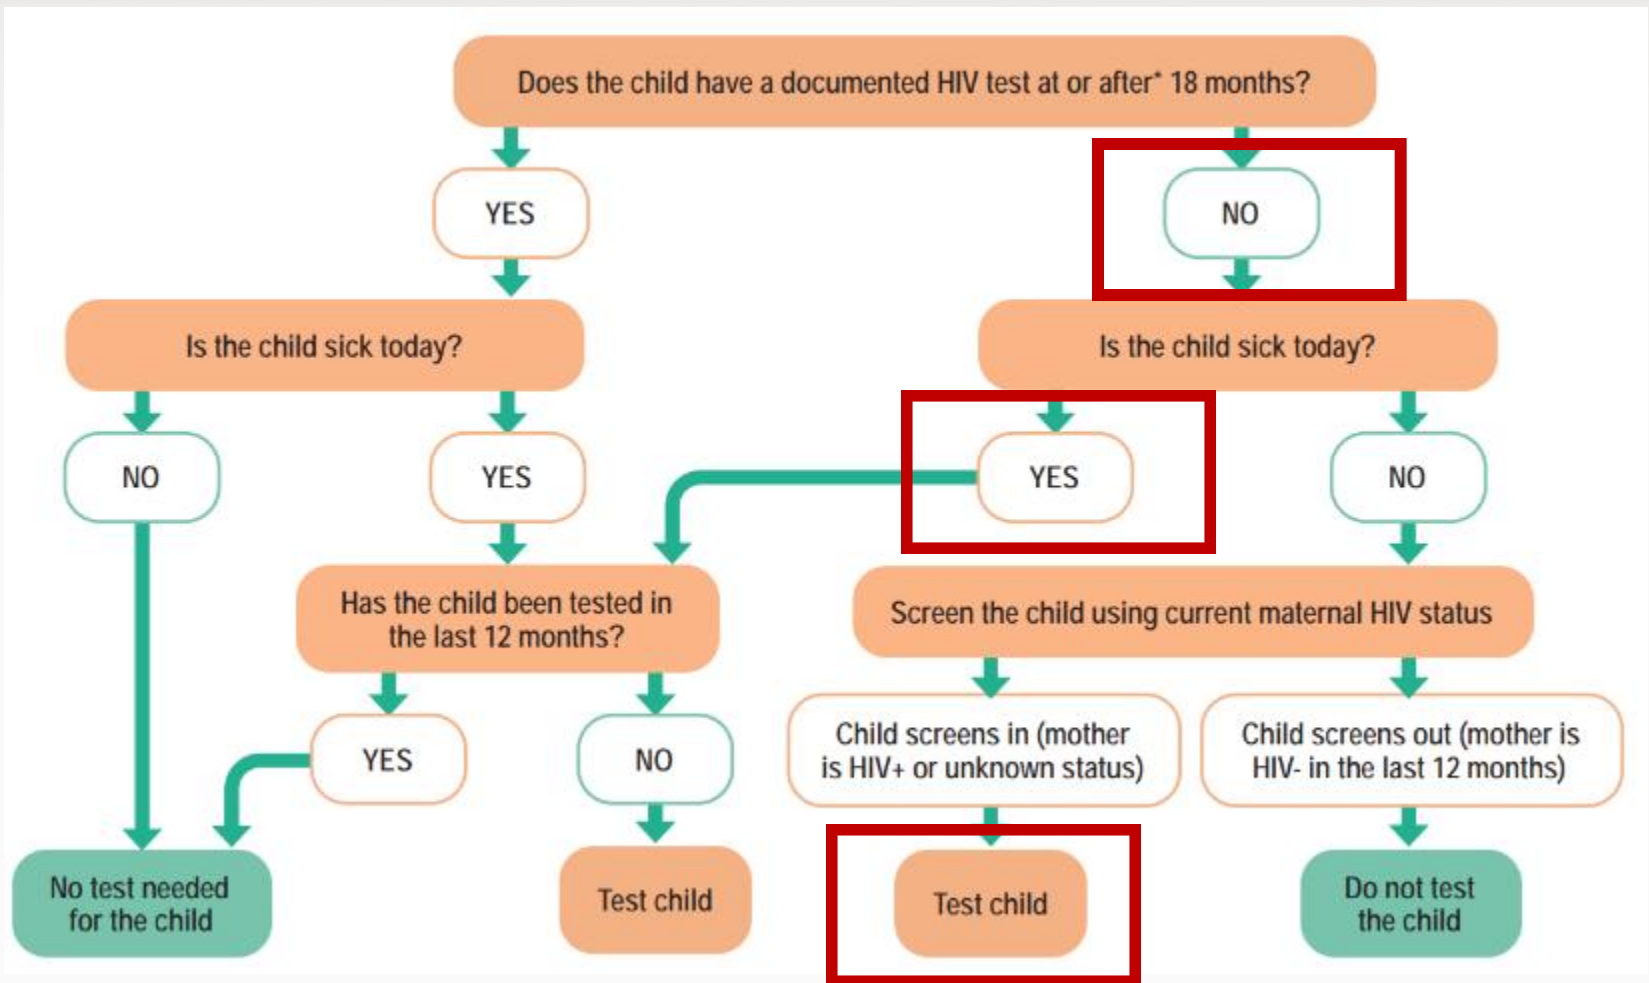 Does the child have a documented HIV test at or after* 18 months?
YES
NO
Is the child sick today?
Is the child sick today?
NO
YES
YES
NO
Has the child been tested in
the last 12 months?
Screen the child using current maternal HIV status
YES
NO
Child screens in (mother
is HIV+ or unknown status)
Child screens out (mother is
HIV- in the last 12 months)
No test needed
for the child
Test child
Test child
Do not test
the child